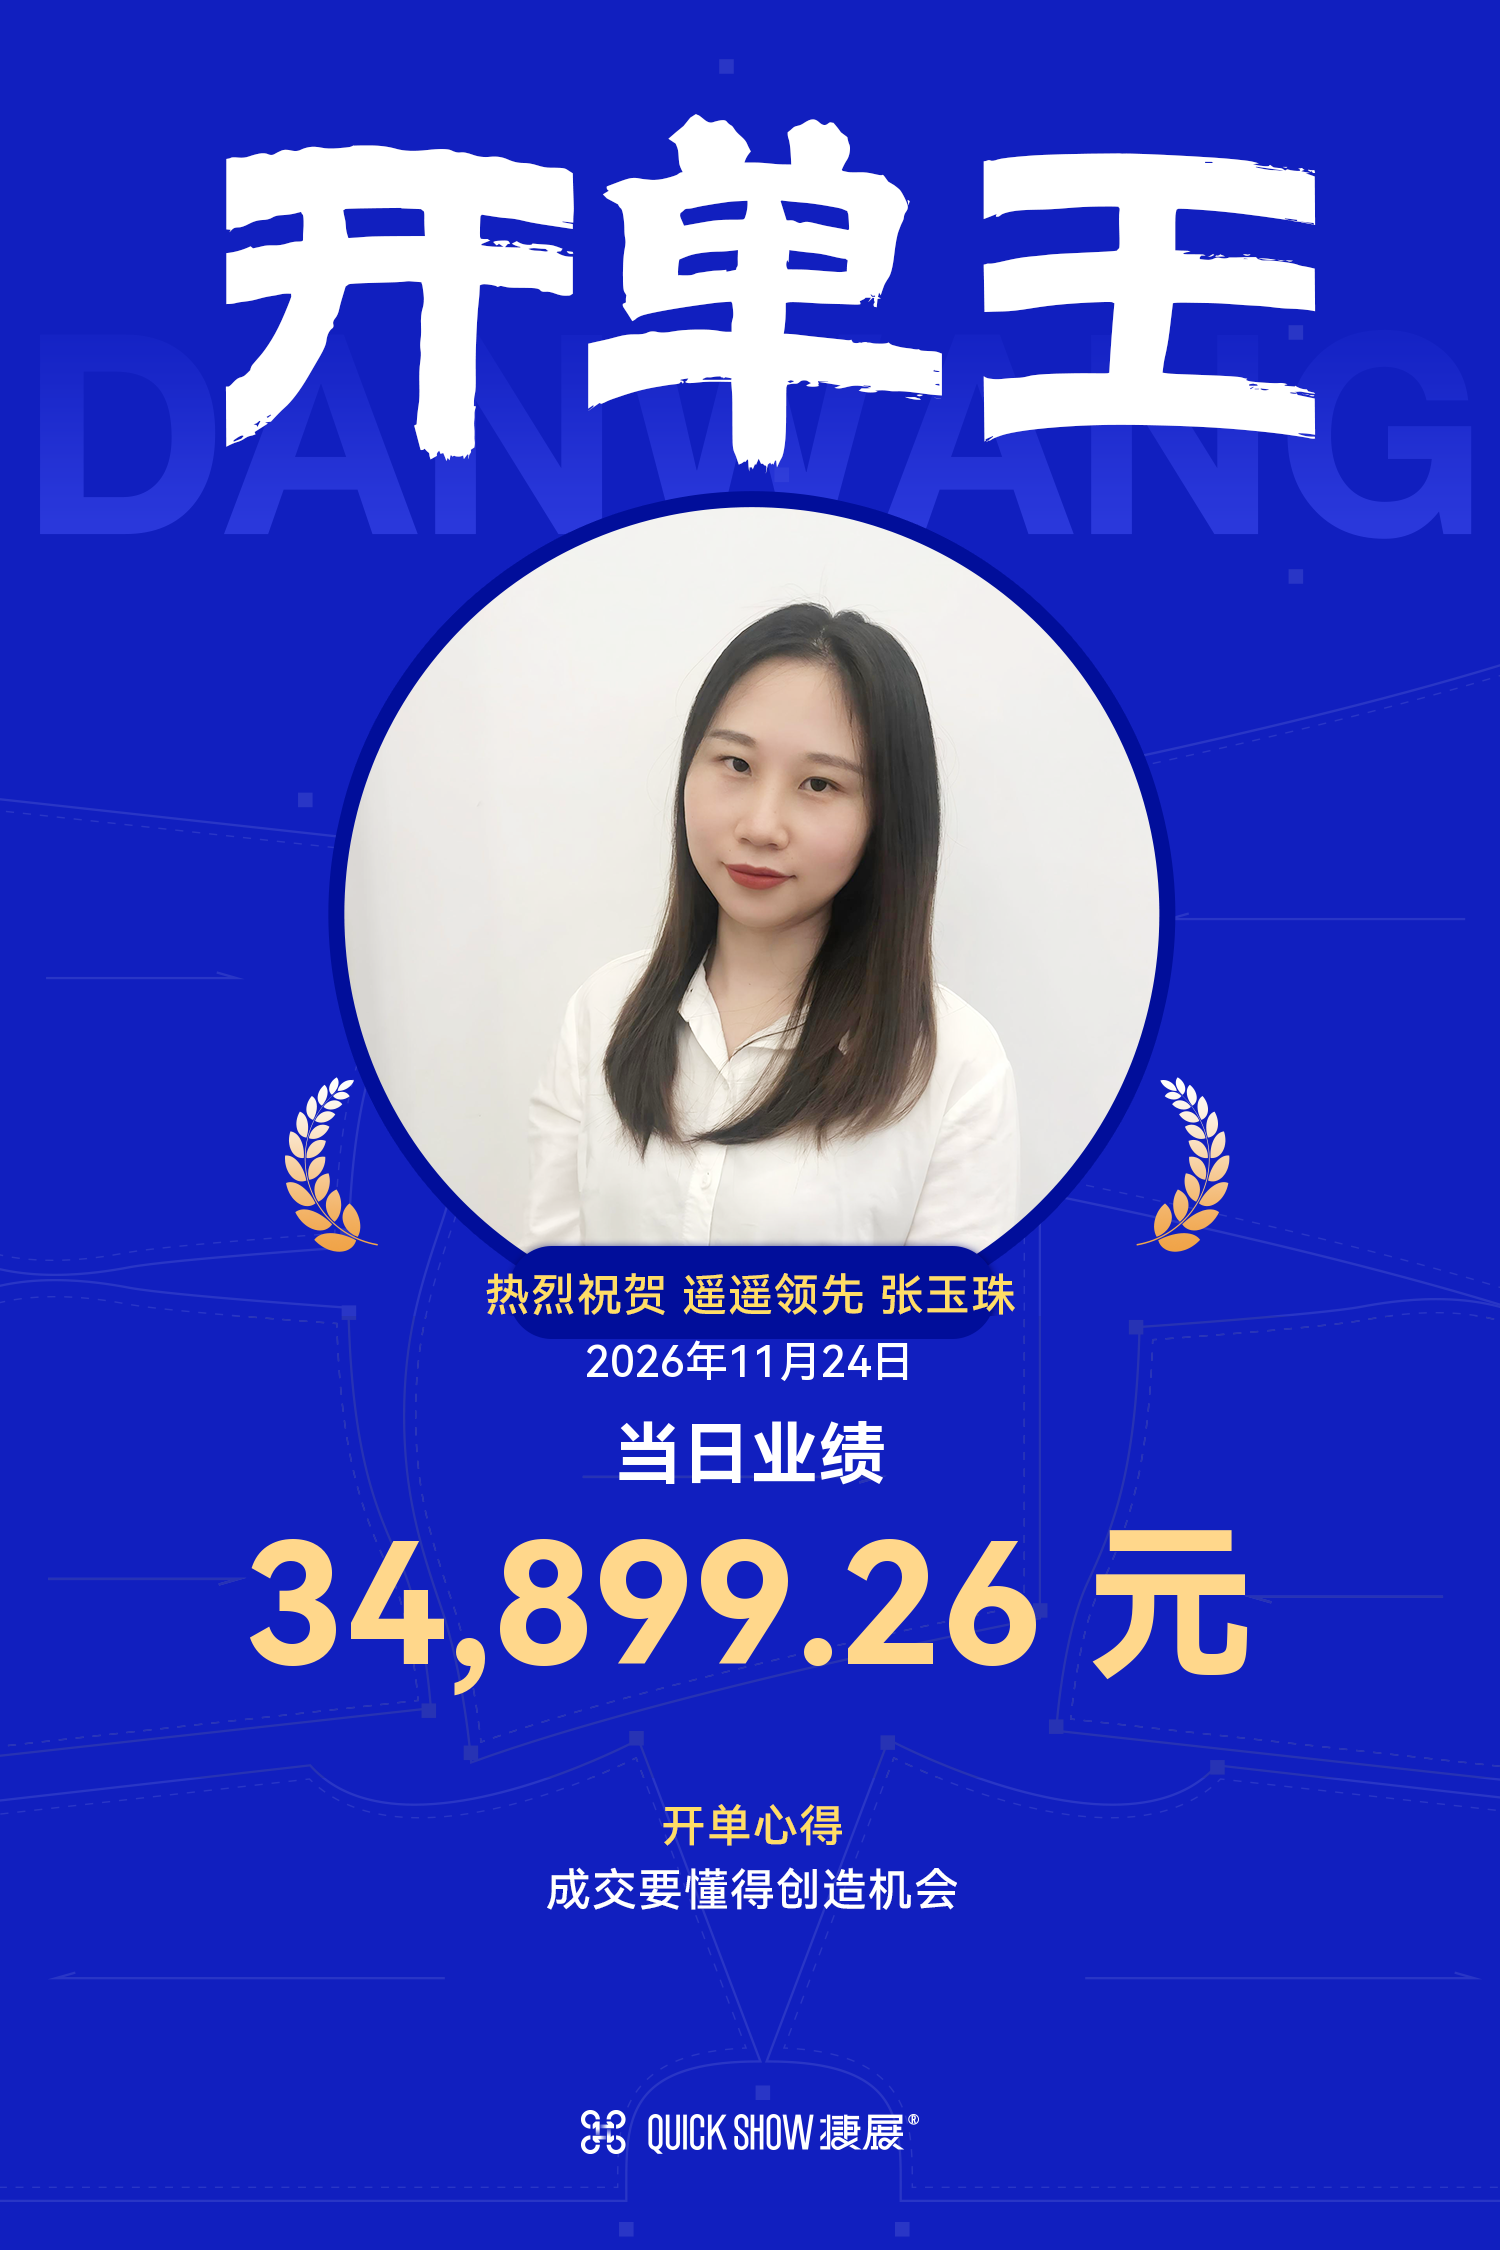 开单王
DANWANG
热烈祝贺 遥遥领先 张玉珠
2026年11月24日
当日业绩
34,899.26 元
开单心得
成交要懂得创造机会
QUICK SHOW 捷展®